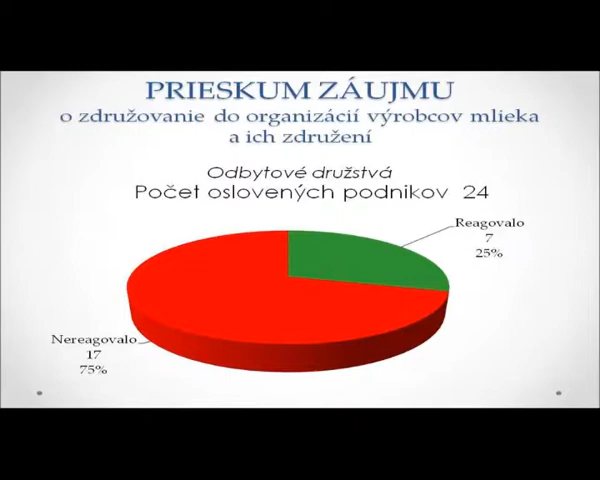 PRIESKUM ZÁUJMU
o združovanie do organizácií výrobcov mlieka
a ich združení
Odbytové družstvá
Počet oslovených podnikov 24
Reagovalo
7
25%
Nereagovalo
17
75%